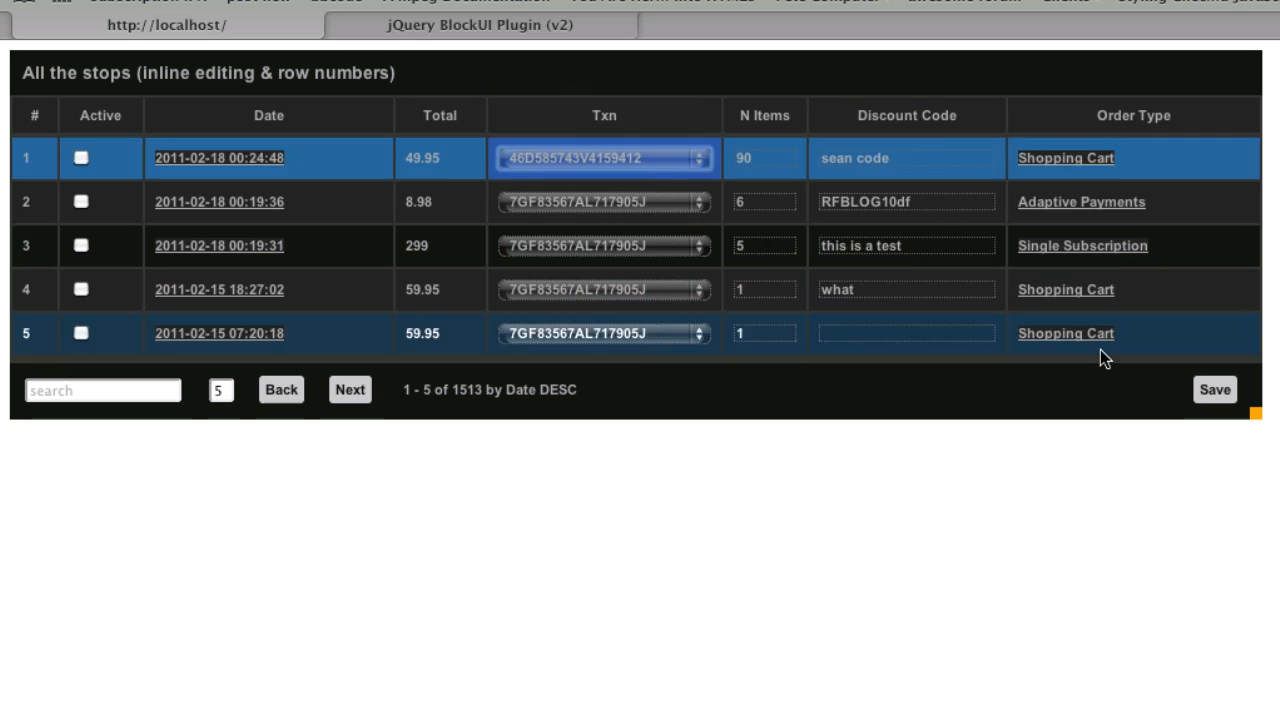 http://localhost/ jQuery BlockUI Plugin (v2)
All the stops (inline editing & row numbers)
# Active Date Total Txn N Items Discount Code Order Type
1 2011-02-18 00:24:48 49.95 46D585743V4159412 90 sean code Shopping Cart
2 2011-02-18 00:19:36 8.98 7GF83567AL717905J 6 RFBLOG10df Adaptive Payments
3 2011-02-18 00:19:31 299 7GF83567AL717905J 5 this is a test Single Subscription
4 2011-02-15 18:27:02 59.95 7GF83567AL717905J 1 what Shopping Cart
5 2011-02-15 07:20:18 59.95 7GF83567AL717905J 1 Shopping Cart
search 5 Back Next 1 - 5 of 1513 by Date DESC Save